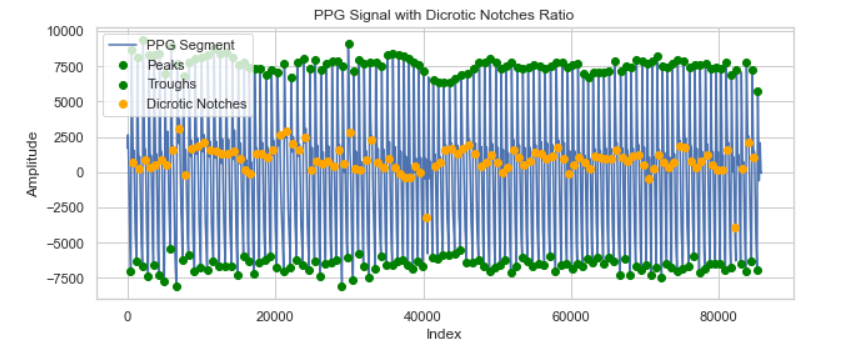 PPG Signal with Dicrotic Notches Ratio
10000
7500
5000
2500
0
−2500
−5000
−7500
Amplitude
PPG Segment
Peaks
Troughs
Dicrotic Notches
0
20000
40000
60000
80000
Index